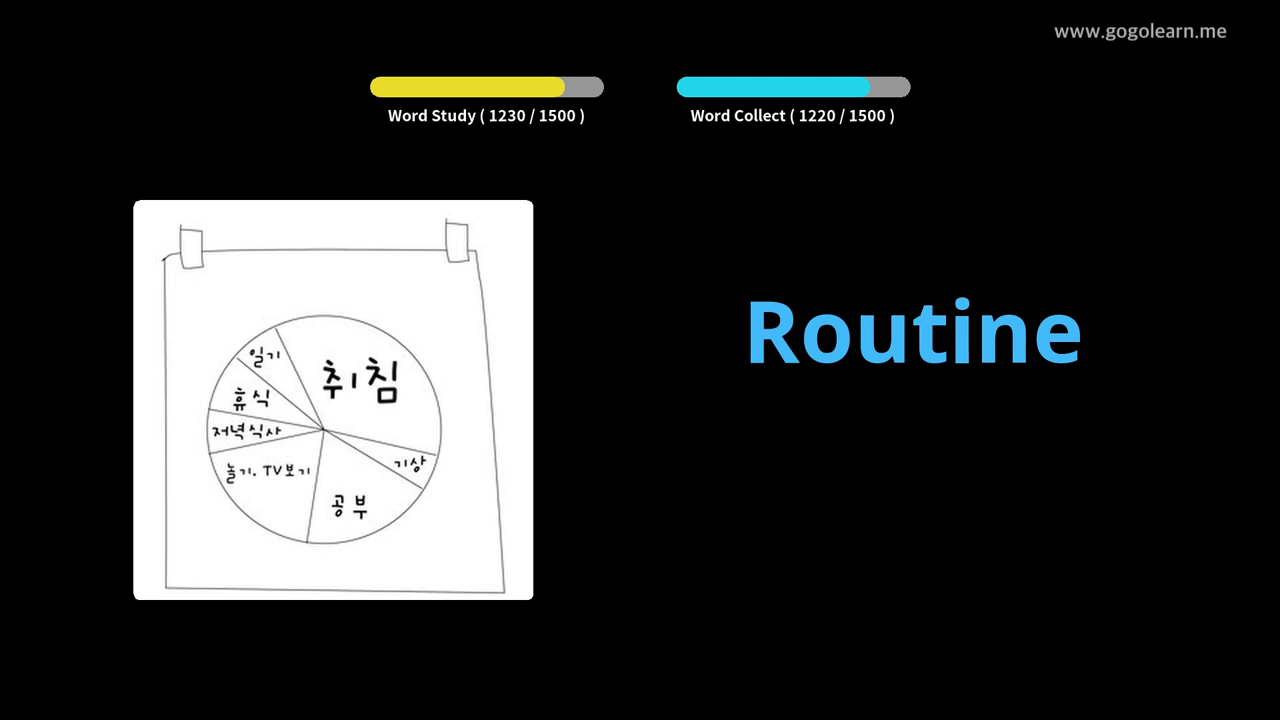 www.gogolearn.me
Word Study ( 1230 / 1500 )
Word Collect ( 1220 / 1500 )
Routine
일기
취침
휴식
저녁식사
기상
놀기. TV보기
공부